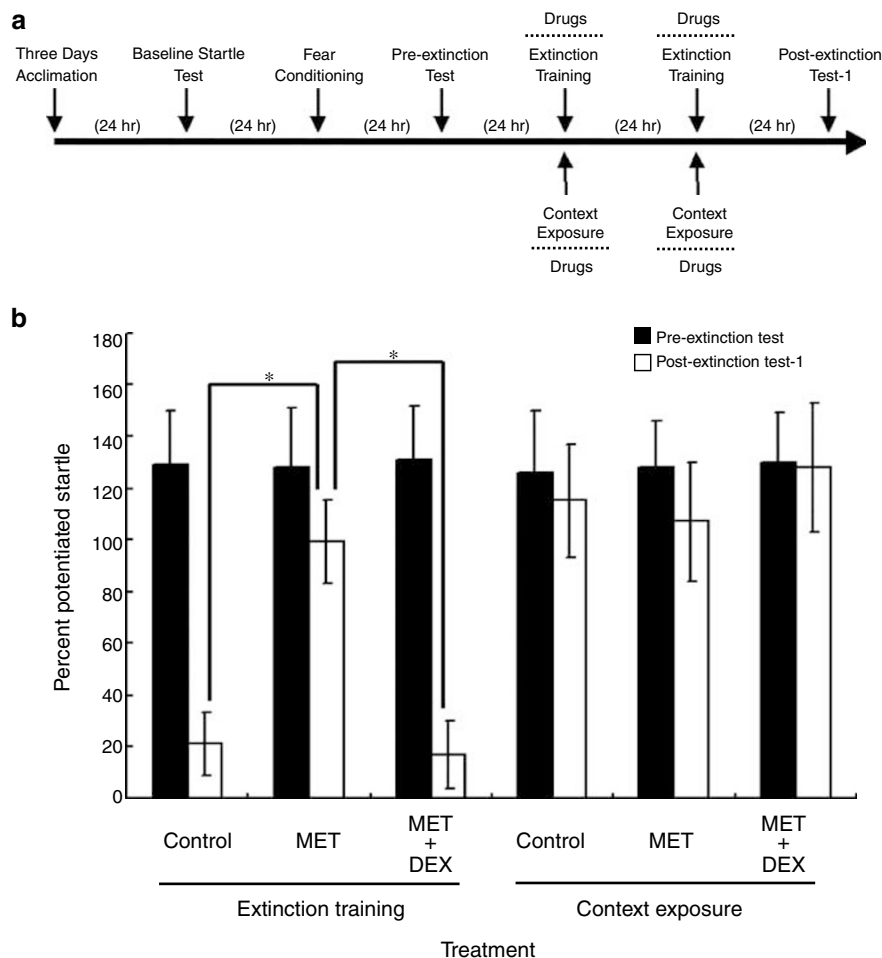 a
Three Days
Acclimation
Baseline Startle
Test
Fear
Conditioning
Pre-extinction
Test
Drugs
Extinction
Training
Drugs
Extinction
Training
Post-extinction
Test-1
(24 hr)
(24 hr)
(24 hr)
(24 hr)
(24 hr)
(24 hr)
Context
Exposure
Drugs
Context
Exposure
Drugs
b
Percent potentiated startle
180
160
140
120
100
80
60
40
20
0
*
*
Pre-extinction test
Post-extinction test-1
Control
MET
MET
+
DEX
Control
MET
MET
+
DEX
Extinction training
Context exposure
Treatment